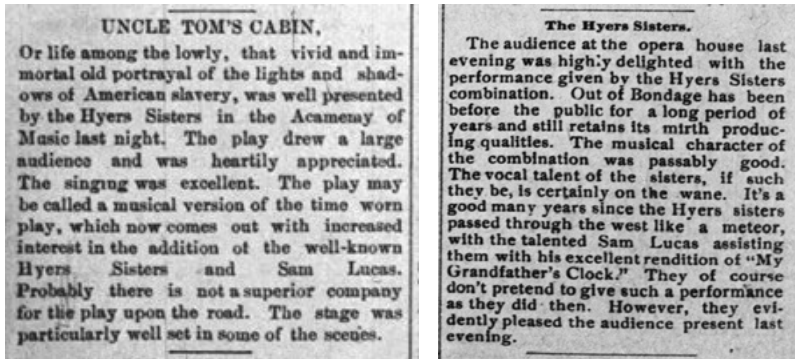 UNCLE TOM'S CABIN,
Or life among the lowly, that vivid and im-
mortal old portrayal of the lights and shad-
ows of American slavery, was well presented
by the Hyers Sisters in the Acamemy of
Music last night. The play drew a large
audience and was heartily appreciated.
The singing was excellent. The play may
be called a musical version of the time worn
play, which now comes out with increased
interest in the addition of the well-known
Hyers Sisters and Sam Lucas.
Probably there is not a superior company
for the play upon the road. The stage was
particularly well set in some of the scenes.
The Hyers Sisters.
The audience at the opera house last
evening was highly delighted with the
performance given by the Hyers Sisters
combination. Out of Bondage has been
before the public for a long period of
years and still retains its mirth produc-
ing qualities. The musical character of
the combination was passably good.
The vocal talent of the sisters, if such
they be, is certainly on the wane. It's a
good many years since the Hyers sisters
passed through the west like a meteor,
with the talented Sam Lucas assisting
them with his excellent rendition of "My
Grandfather's Clock." They of course
don't pretend to give such a performance
as they did then. However, they evi-
dently pleased the audience present last
evening.